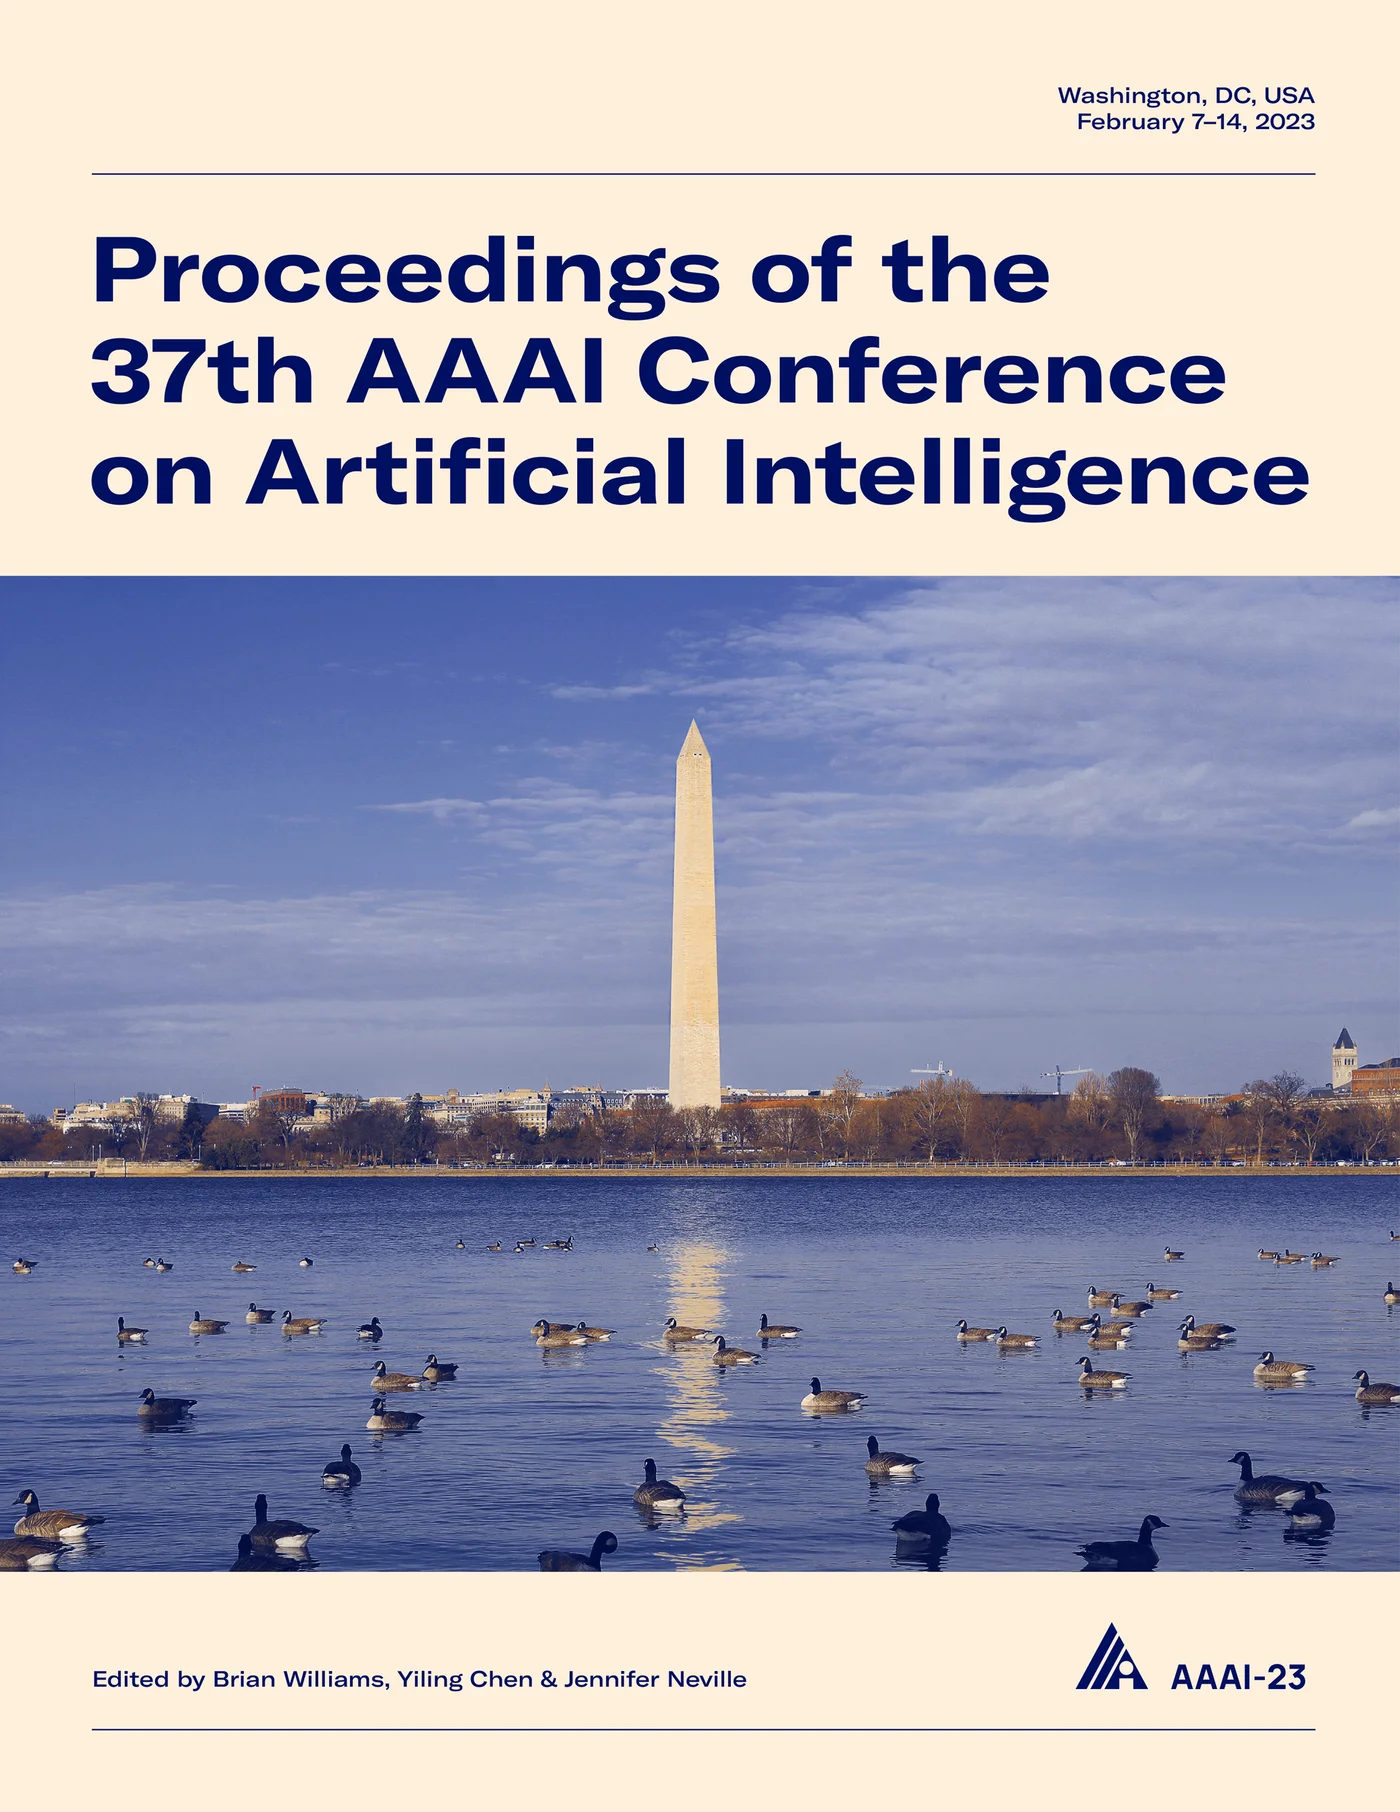 Washington, DC, USA
February 7–14, 2023
Proceedings of the
37th AAAI Conference
on Artificial Intelligence
Edited by Brian Williams, Yiling Chen & Jennifer Neville
AAAI-23